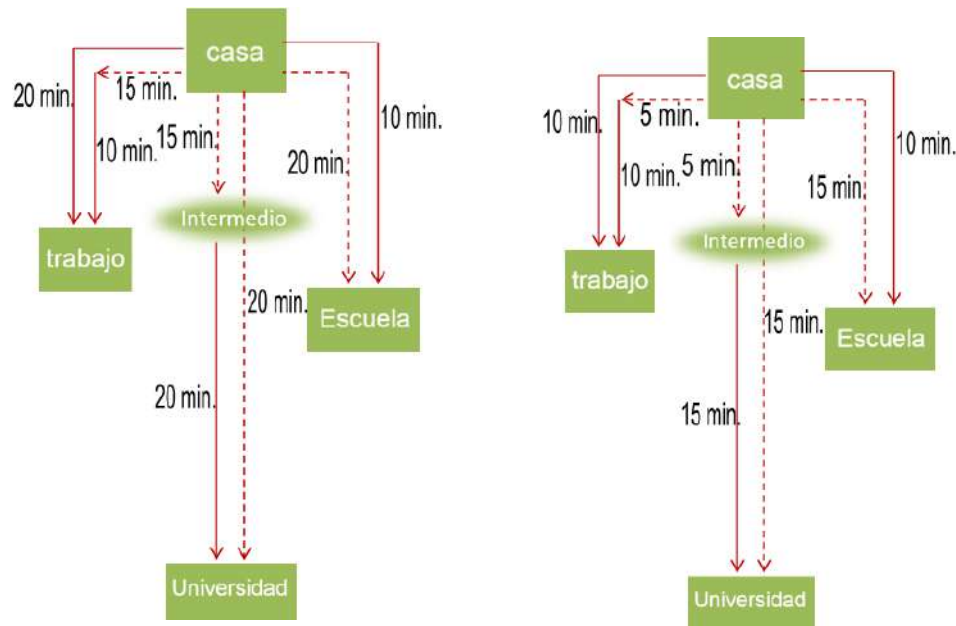 casa
20 min.
15 min.
10 min.
15 min.
10 min.
20 min.
Intermedio
trabajo
20 min.
Escuela
20 min.
Universidad
casa
10 min.
5 min.
10 min.
5 min.
10 min.
15 min.
Intermedio
trabajo
15 min.
Escuela
15 min.
Universidad